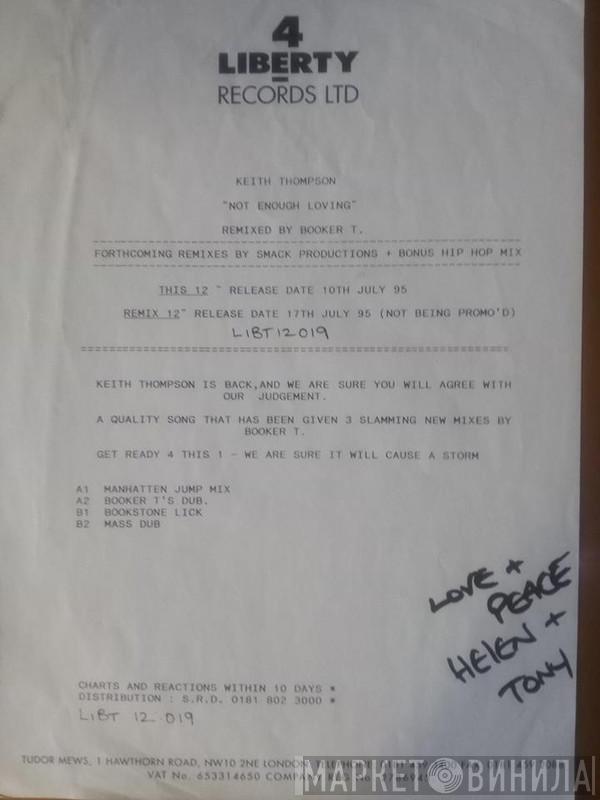 4
LIBERTY
RECORDS LTD
KEITH THOMPSON
"NOT ENOUGH LOVING"
REMIXED BY BOOKER T.
FORTHCOMING REMIXES BY SMACK PRODUCTIONS + BONUS HIP HOP MIX
THIS 12" RELEASE DATE 10TH JULY 95
REMIX 12" RELEASE DATE 17TH JULY 95 (NOT BEING PROMO'D)
LIBT12019
KEITH THOMPSON IS BACK,AND WE ARE SURE YOU WILL AGREE WITH
OUR JUDGEMENT.
A QUALITY SONG THAT HAS BEEN GIVEN 3 SLAMMING NEW MIXES BY
BOOKER T.
GET READY 4 THIS 1 - WE ARE SURE IT WILL CAUSE A STORM
A1 MANHATTEN JUMP MIX
A2 BOOKER T'S DUB.
B1 BOOKSTONE LICK
B2 MASS DUB
LOVE +
PEACE
HELEN +
TONY
CHARTS AND REACTIONS WITHIN 10 DAYS *
DISTRIBUTION : S.R.D. 0181 802 3000 *
LIBT 12 019
TUDOR MEWS, 1 HAWTHORN ROAD, NW10 2NE LONDON. TELEPHONE
VAT No. 653314650 COMPANY REG No.
МАРКЕТ ВИНИЛА